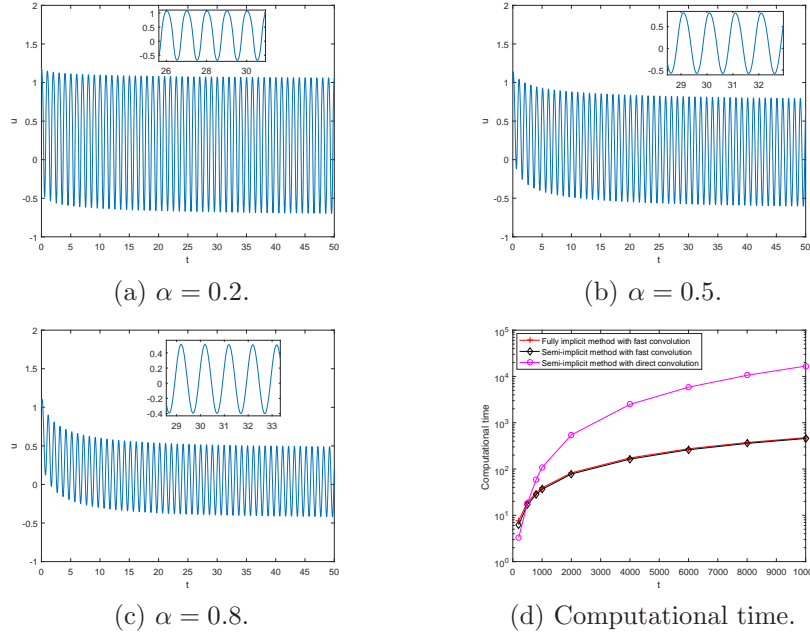 2
1.5
1
0.5
0
-0.5
-1
u
0 5 10 15 20 25 30 35 40 45 50
t
1
0.5
0
-0.5
26 28 30
(a) α = 0.2.
2
1.5
1
0.5
0
-0.5
-1
u
0 5 10 15 20 25 30 35 40 45 50
t
0.5
0
-0.5
29 30 31 32
(b) α = 0.5.
2
1.5
1
0.5
0
-0.5
-1
u
0 5 10 15 20 25 30 35 40 45 50
t
0.4
0.2
0
-0.2
-0.4
29 30 31 32 33
(c) α = 0.8.
10^5
10^4
10^3
10^2
10^1
10^0
Computational time
Fully implicit method with fast convolution
Semi-implicit method with fast convolution
Semi-implicit method with direct convolution
0 1000 2000 3000 4000 5000 6000 7000 8000 9000 1000
t
(d) Computational time.